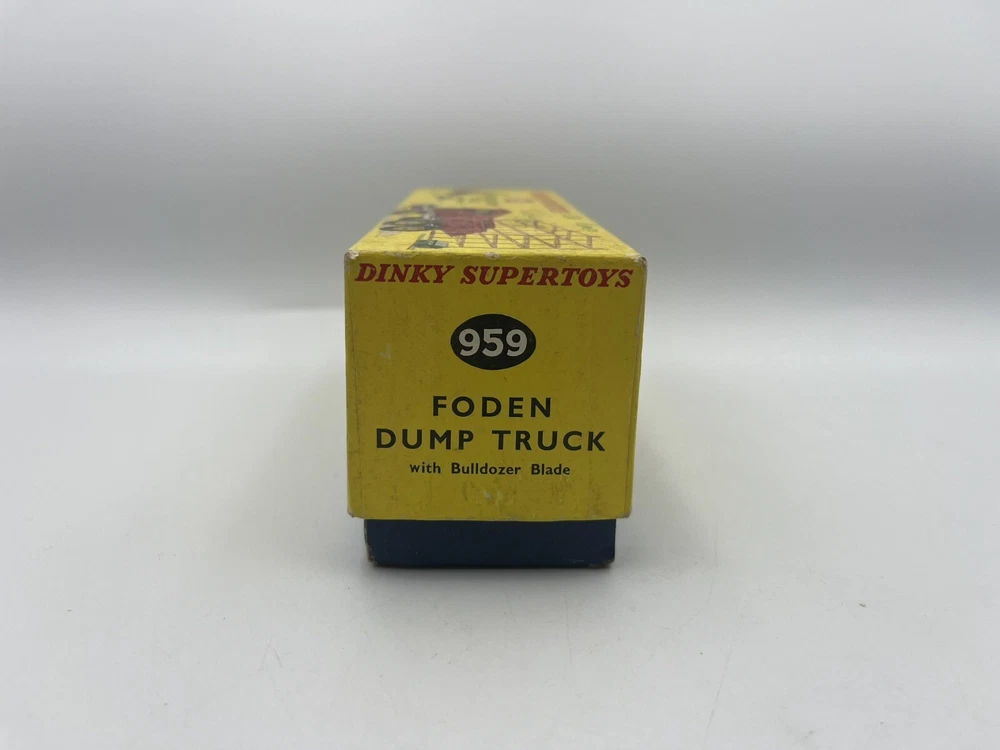 DINKY SUPERTOYS
959
FODEN
DUMP TRUCK
with Bulldozer Blade